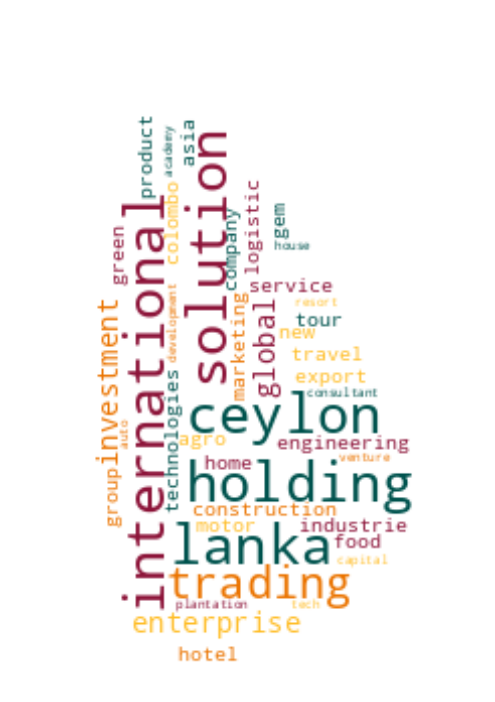 product
academy
asia
solution
international
colombo
company
logistic
gem
house
green
service
development
marketing
global
resort
tour
new
investment
travel
export
technologies
consultant
ceylon
auto
group
agro
engineering
home
venture
holding
construction
motor
industrie
lanka
food
capital
trading
plantation
tech
enterprise
hotel